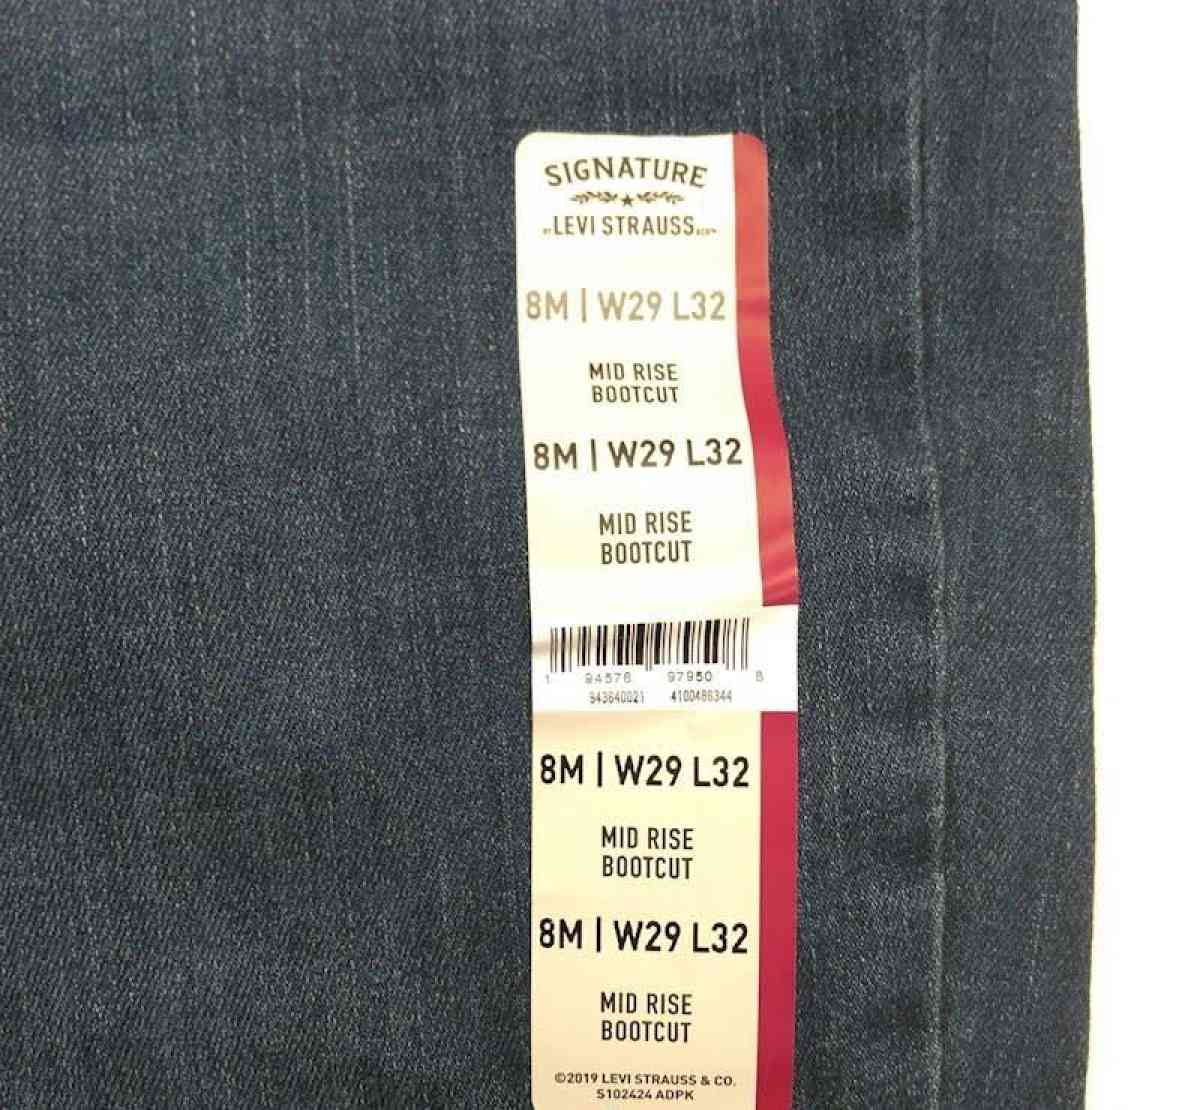 SIGNATURE
BY LEVI STRAUSS &CO™
8M | W29 L32
MID RISE
BOOTCUT
8M | W29 L32
MID RISE
BOOTCUT
1 94576 97950 8
943640021 4100486344
8M | W29 L32
MID RISE
BOOTCUT
8M | W29 L32
MID RISE
BOOTCUT
©2019 LEVI STRAUSS & CO.
S102424 ADPK